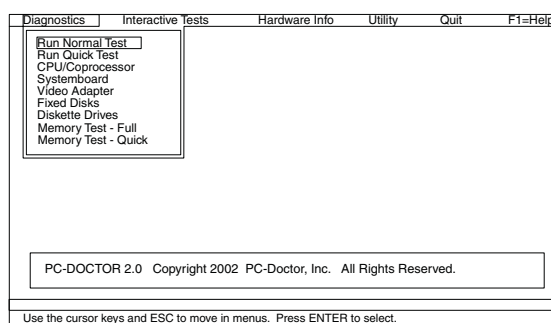 Diagnostics Interactive Tests Hardware Info Utility Quit F1=Help
Run Normal Test
Run Quick Test
CPU/Coprocessor
Systemboard
Video Adapter
Fixed Disks
Diskette Drives
Memory Test - Full
Memory Test - Quick
PC-DOCTOR 2.0 Copyright 2002 PC-Doctor, Inc. All Rights Reserved.
Use the cursor keys and ESC to move in menus. Press ENTER to select.